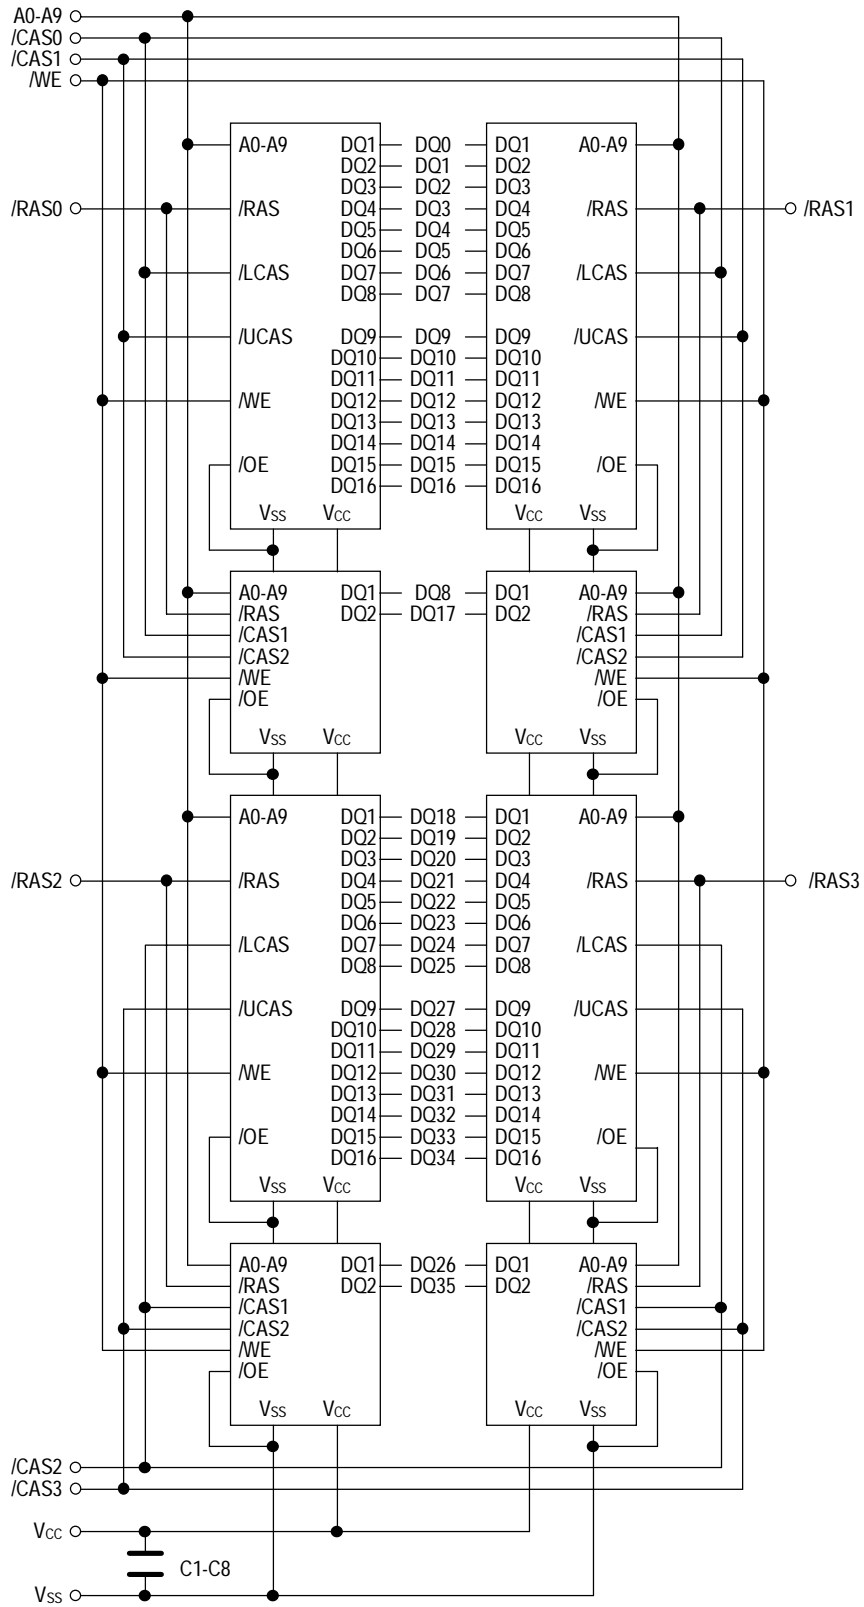 A0-A9
/CAS0
/CAS1
/WE
A0-A9 DQ1 DQ0 DQ1 A0-A9
DQ2 DQ1 DQ2
DQ3 DQ2 DQ3
/RAS0 /RAS DQ4 DQ3 DQ4 /RAS /RAS1
DQ5 DQ4 DQ5
DQ6 DQ5 DQ6
/LCAS DQ7 DQ6 DQ7 /LCAS
DQ8 DQ7 DQ8
/UCAS DQ9 DQ9 DQ9 /UCAS
DQ10 DQ10 DQ10
DQ11 DQ11 DQ11
/WE DQ12 DQ12 DQ12 /WE
DQ13 DQ13 DQ13
DQ14 DQ14 DQ14
/OE DQ15 DQ15 DQ15 /OE
DQ16 DQ16 DQ16
Vss Vcc Vcc Vss
A0-A9 DQ1 DQ8 DQ1 A0-A9
/RAS DQ2 DQ17 DQ2 /RAS
/CAS1 /CAS1
/CAS2 /CAS2
/WE /WE
/OE /OE
Vss Vcc Vcc Vss
A0-A9 DQ1 DQ18 DQ1 A0-A9
DQ2 DQ19 DQ2
DQ3 DQ20 DQ3
/RAS2 /RAS DQ4 DQ21 DQ4 /RAS /RAS3
DQ5 DQ22 DQ5
DQ6 DQ23 DQ6
/LCAS DQ7 DQ24 DQ7 /LCAS
DQ8 DQ25 DQ8
/UCAS DQ9 DQ27 DQ9 /UCAS
DQ10 DQ28 DQ10
DQ11 DQ29 DQ11
/WE DQ12 DQ30 DQ12 /WE
DQ13 DQ31 DQ13
DQ14 DQ32 DQ14
/OE DQ15 DQ33 DQ15 /OE
DQ16 DQ34 DQ16
Vss Vcc Vcc Vss
A0-A9 DQ1 DQ26 DQ1 A0-A9
/RAS DQ2 DQ35 DQ2 /RAS
/CAS1 /CAS1
/CAS2 /CAS2
/WE /WE
/OE /OE
Vss Vcc Vcc Vss
/CAS2
/CAS3
Vcc
C1-C8
Vss